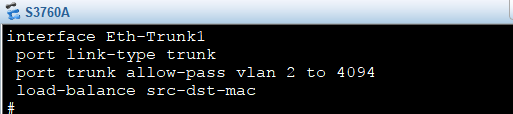 S3760A
interface Eth-Trunk1
 port link-type trunk
 port trunk allow-pass vlan 2 to 4094
 load-balance src-dst-mac
#